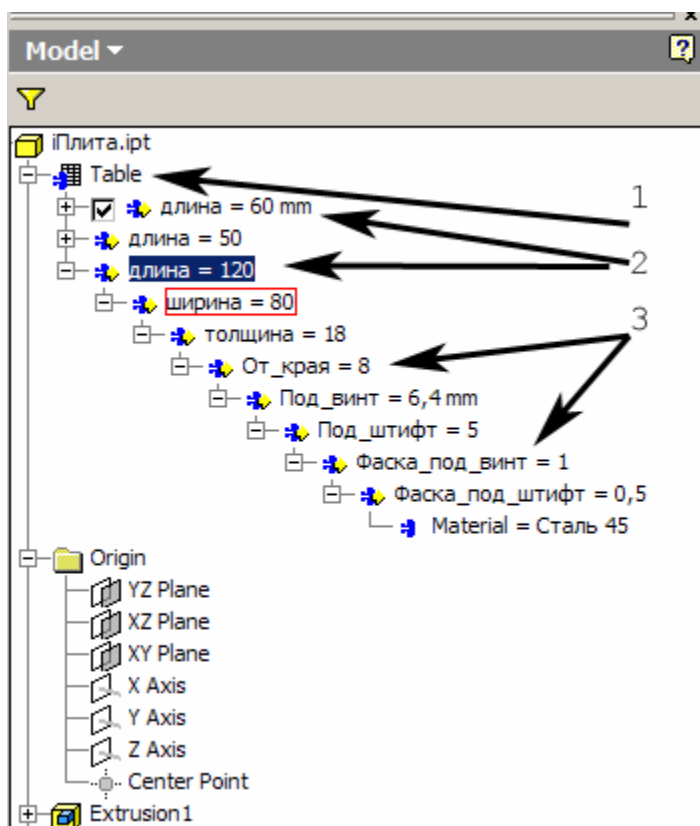 x
Model
?
iПлита.ipt
Table
1
длина = 60 mm
длина = 50
2
длина = 120
ширина = 80
3
толщина = 18
От_края = 8
Под_винт = 6,4 mm
Под_штифт = 5
Фаска_под_винт = 1
Фаска_под_штифт = 0,5
Material = Сталь 45
Origin
YZ Plane
XZ Plane
XY Plane
X Axis
Y Axis
Z Axis
Center Point
Extrusion1